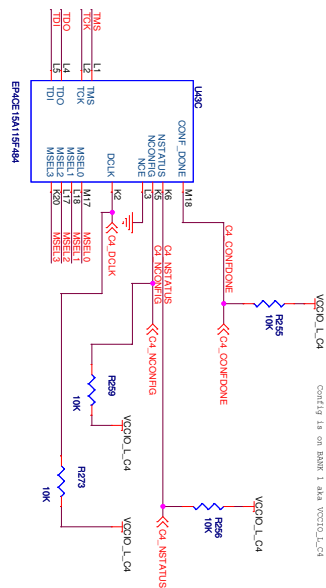 Config is on BANK 1 aka VCCIO_L_C4
U43C
CONF_DONE
NSTATUS
NCONFIG
NCE
DCLK
MSEL0
MSEL1
MSEL2
MSEL3
TMS
TCK
TDO
TDI
EP4CE15A115F484
M18
K6
K5
L3
K2
M17
L18
L17
K20
L1
L2
L4
L5
TMS
TCK
TDO
TDI
C4_CONFDONE
C4_NSTATUS
C4_NCONFIG
MSEL0
MSEL1
MSEL2
MSEL3
C4_DCLK
C4_CONFDONE
C4_NCONFIG
C4_NSTATUS
R255
10K
VCCIO_L_C4
R256
10K
VCCIO_L_C4
R259
10K
VCCIO_L_C4
R273
10K
VCCIO_L_C4